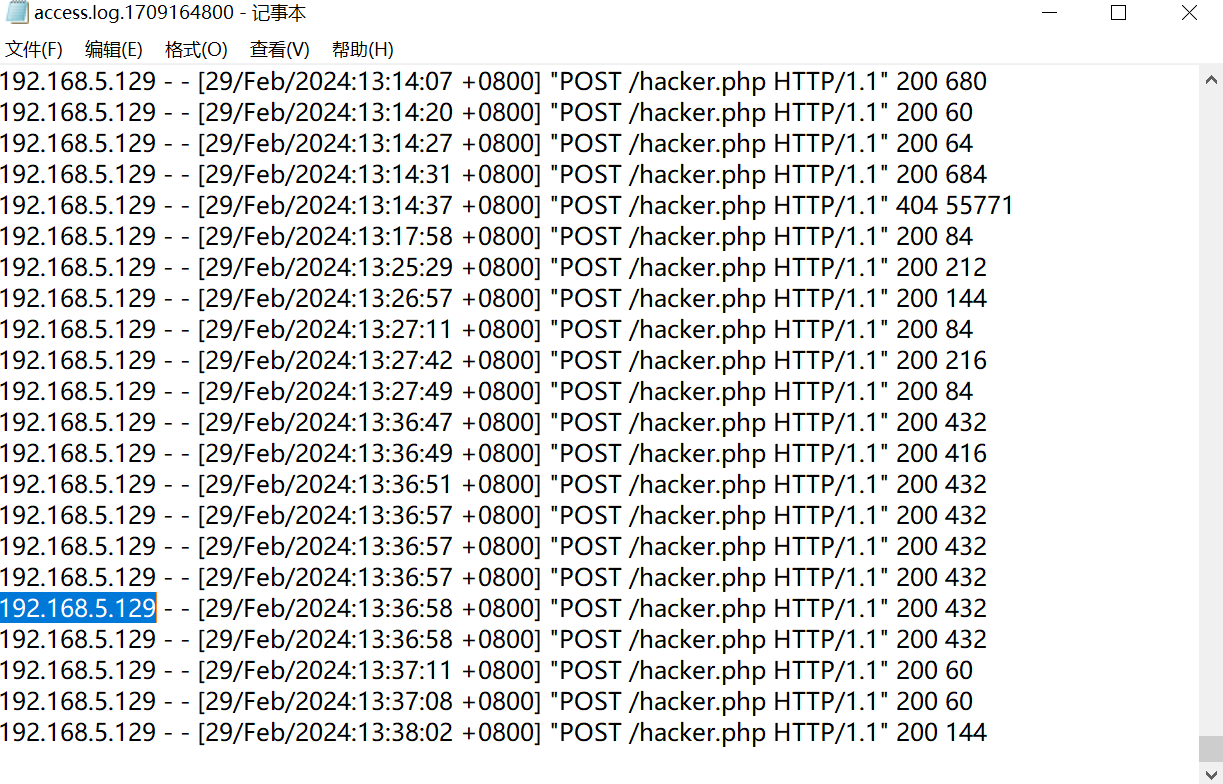 access.log.1709164800 - 记事本
文件(F) 编辑(E) 格式(O) 查看(V) 帮助(H)
192.168.5.129 - - [29/Feb/2024:13:14:07 +0800] "POST /hacker.php HTTP/1.1" 200 680
192.168.5.129 - - [29/Feb/2024:13:14:20 +0800] "POST /hacker.php HTTP/1.1" 200 60
192.168.5.129 - - [29/Feb/2024:13:14:27 +0800] "POST /hacker.php HTTP/1.1" 200 64
192.168.5.129 - - [29/Feb/2024:13:14:31 +0800] "POST /hacker.php HTTP/1.1" 200 684
192.168.5.129 - - [29/Feb/2024:13:14:37 +0800] "POST /hacker.php HTTP/1.1" 404 55771
192.168.5.129 - - [29/Feb/2024:13:17:58 +0800] "POST /hacker.php HTTP/1.1" 200 84
192.168.5.129 - - [29/Feb/2024:13:25:29 +0800] "POST /hacker.php HTTP/1.1" 200 212
192.168.5.129 - - [29/Feb/2024:13:26:57 +0800] "POST /hacker.php HTTP/1.1" 200 144
192.168.5.129 - - [29/Feb/2024:13:27:11 +0800] "POST /hacker.php HTTP/1.1" 200 84
192.168.5.129 - - [29/Feb/2024:13:27:42 +0800] "POST /hacker.php HTTP/1.1" 200 216
192.168.5.129 - - [29/Feb/2024:13:27:49 +0800] "POST /hacker.php HTTP/1.1" 200 84
192.168.5.129 - - [29/Feb/2024:13:36:47 +0800] "POST /hacker.php HTTP/1.1" 200 432
192.168.5.129 - - [29/Feb/2024:13:36:49 +0800] "POST /hacker.php HTTP/1.1" 200 416
192.168.5.129 - - [29/Feb/2024:13:36:51 +0800] "POST /hacker.php HTTP/1.1" 200 432
192.168.5.129 - - [29/Feb/2024:13:36:57 +0800] "POST /hacker.php HTTP/1.1" 200 432
192.168.5.129 - - [29/Feb/2024:13:36:57 +0800] "POST /hacker.php HTTP/1.1" 200 432
192.168.5.129 - - [29/Feb/2024:13:36:57 +0800] "POST /hacker.php HTTP/1.1" 200 432
192.168.5.129 - - [29/Feb/2024:13:36:58 +0800] "POST /hacker.php HTTP/1.1" 200 432
192.168.5.129 - - [29/Feb/2024:13:36:58 +0800] "POST /hacker.php HTTP/1.1" 200 432
192.168.5.129 - - [29/Feb/2024:13:37:11 +0800] "POST /hacker.php HTTP/1.1" 200 60
192.168.5.129 - - [29/Feb/2024:13:37:08 +0800] "POST /hacker.php HTTP/1.1" 200 60
192.168.5.129 - - [29/Feb/2024:13:38:02 +0800] "POST /hacker.php HTTP/1.1" 200 144